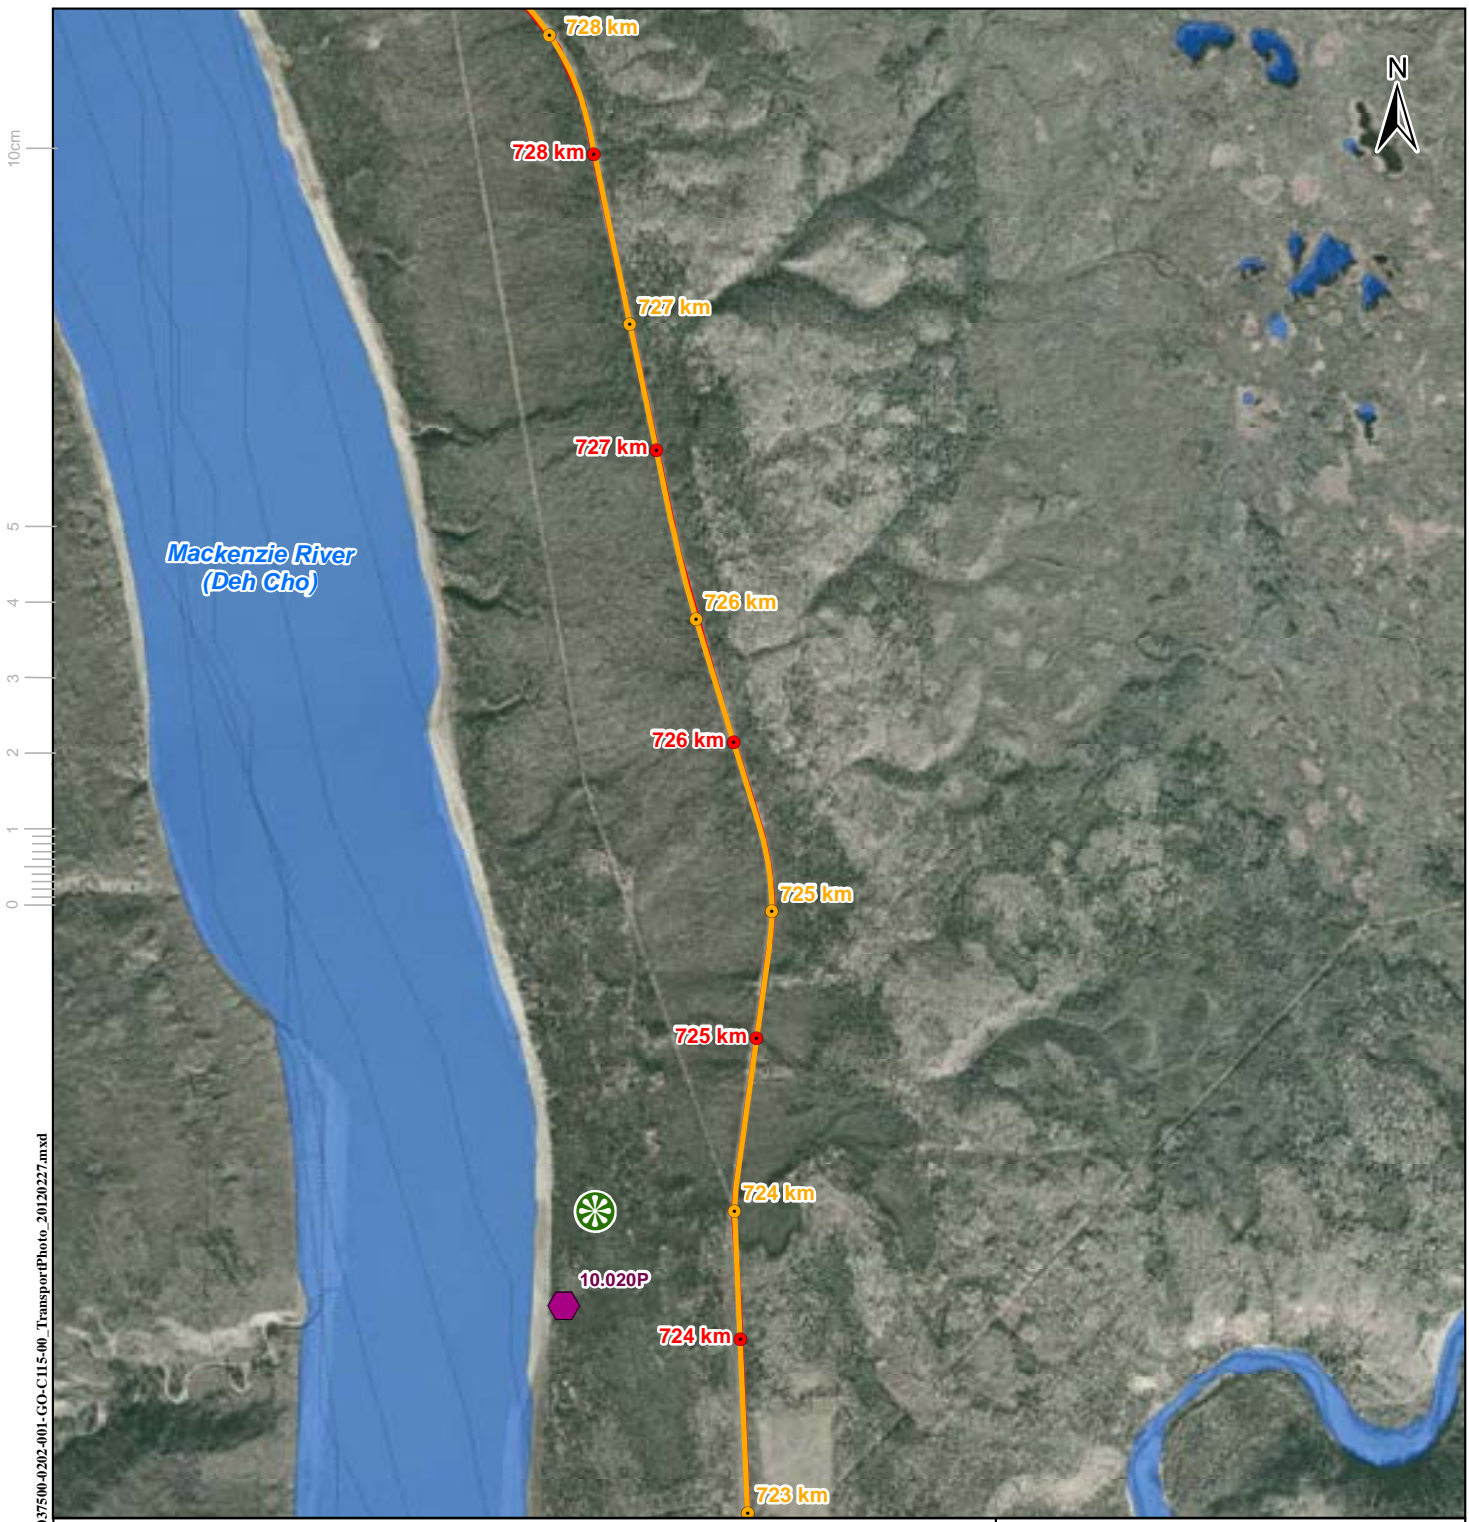 728 km
N
10cm
728 km
727 km
727 km
5
Mackenzie River
(Deh Cho)
4
726 km
3
726 km
2
1
725 km
0
725 km
724 km
10.020P
724 km
723 km
037500-0202-001-GO-C115-00_TransportPhoto_20120227.mxd